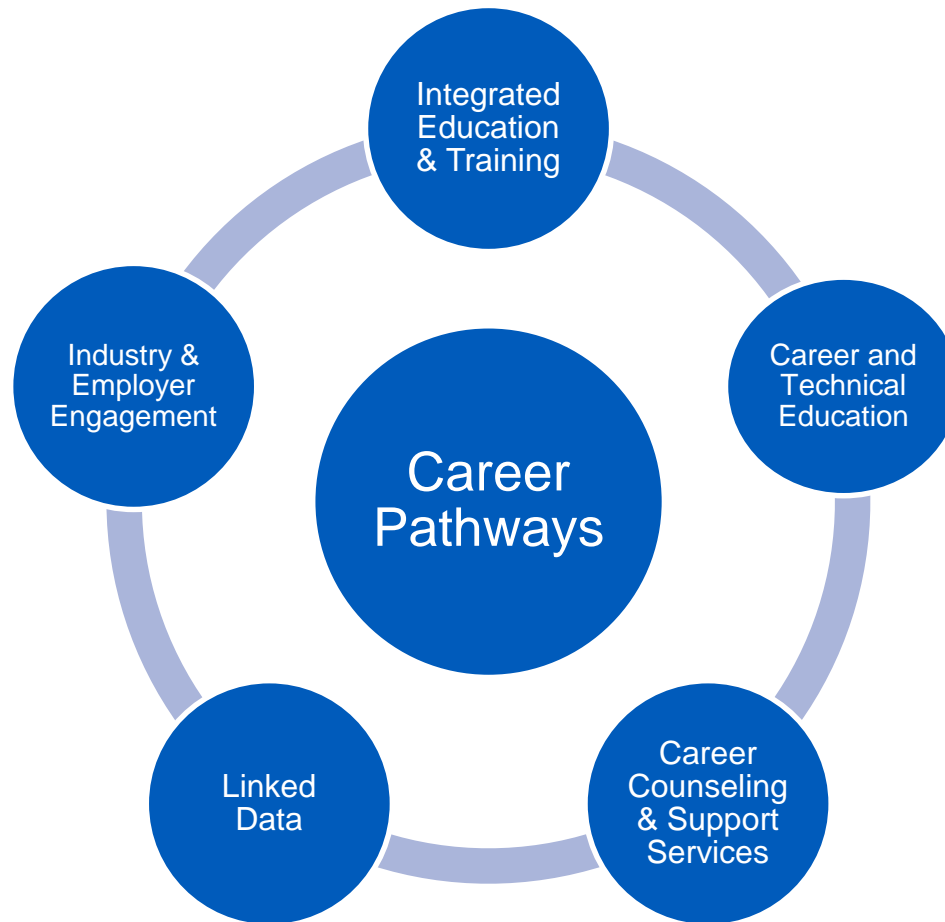 Integrated
Education
& Training
Industry &
Employer
Engagement
Career and
Technical
Education
Career
Pathways
Linked
Data
Career
Counseling
& Support
Services